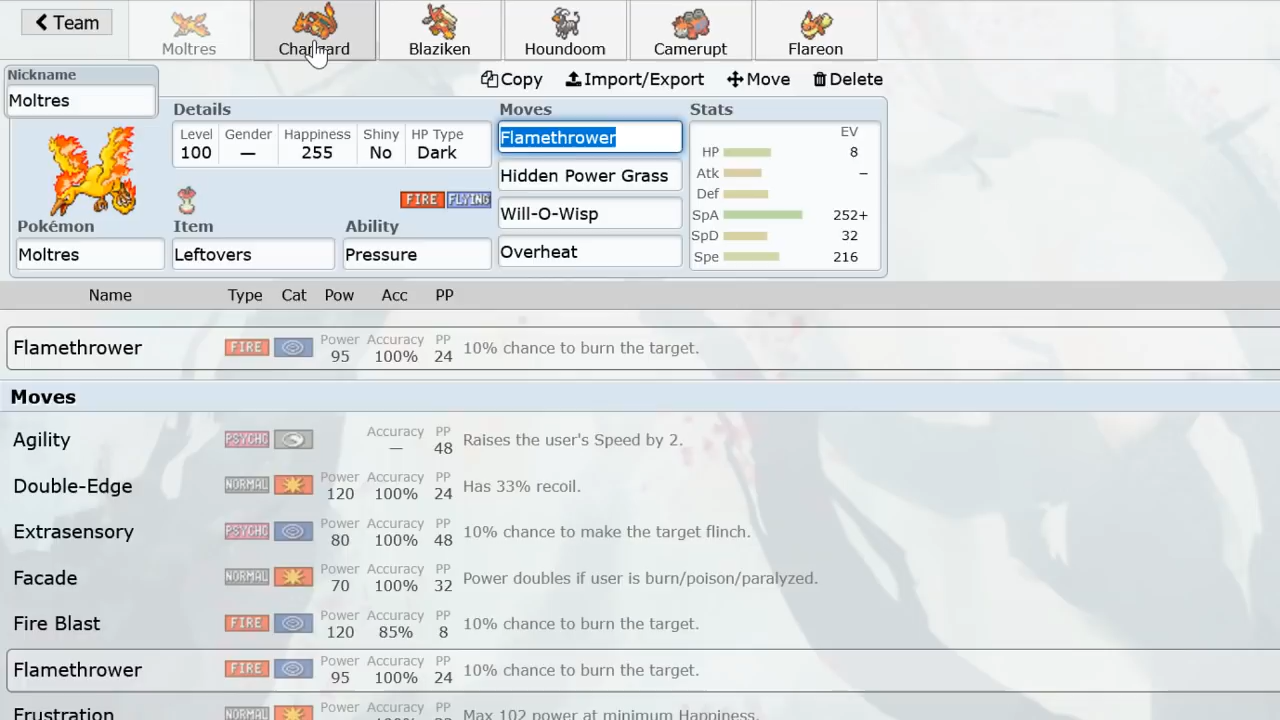 Team
Moltres
Charizard
Blaziken
Houndoom
Camerupt
Flareon
Copy
Import/Export
Move
Delete
Nickname
Moltres
Details
Level
100
Gender
—
Happiness
255
Shiny
No
HP Type
Dark
FIRE FLYING
Pokémon
Moltres
Item
Leftovers
Ability
Pressure
Moves
Flamethrower
Hidden Power Grass
Will-O-Wisp
Overheat
Stats
EV
HP 8
Atk –
Def
SpA 252+
SpD 32
Spe 216
Name Type Cat Pow Acc PP
Flamethrower FIRE Power 95 Accuracy 100% PP 24 10% chance to burn the target.
Moves
Agility PSYCHC Accuracy — PP 48 Raises the user's Speed by 2.
Double-Edge NORMAL Power 120 Accuracy 100% PP 24 Has 33% recoil.
Extrasensory PSYCHC Power 80 Accuracy 100% PP 48 10% chance to make the target flinch.
Facade NORMAL Power 70 Accuracy 100% PP 32 Power doubles if user is burn/poison/paralyzed.
Fire Blast FIRE Power 120 Accuracy 85% PP 8 10% chance to burn the target.
Flamethrower FIRE Power 95 Accuracy 100% PP 24 10% chance to burn the target.
Frustration NORMAL Power Accuracy PP Max 102 power at minimum Happiness.